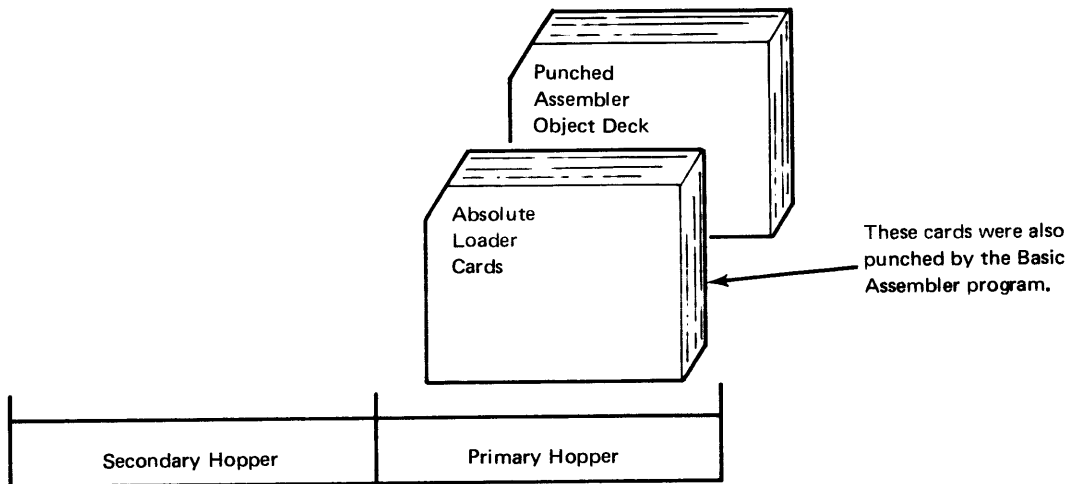 Punched
Assembler
Object Deck
Absolute
Loader
Cards
These cards were also
punched by the Basic
Assembler program.
Secondary Hopper
Primary Hopper